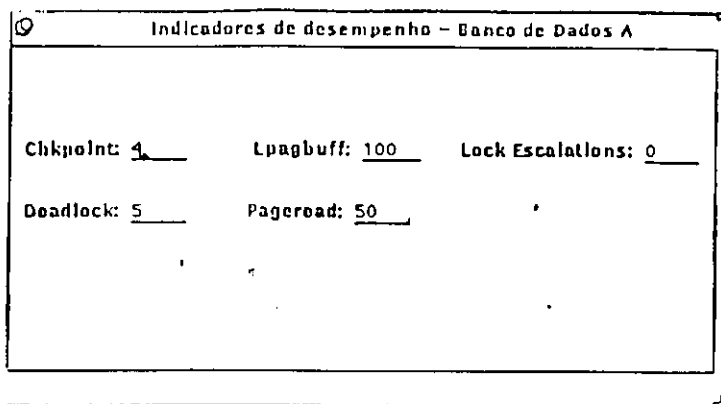 Indicadores de desempenho - Banco de Dados A
Chkpoint: 4 Lpagbuff: 100 Lock Escalations: 0
Deadlock: 5 Pageread: 50